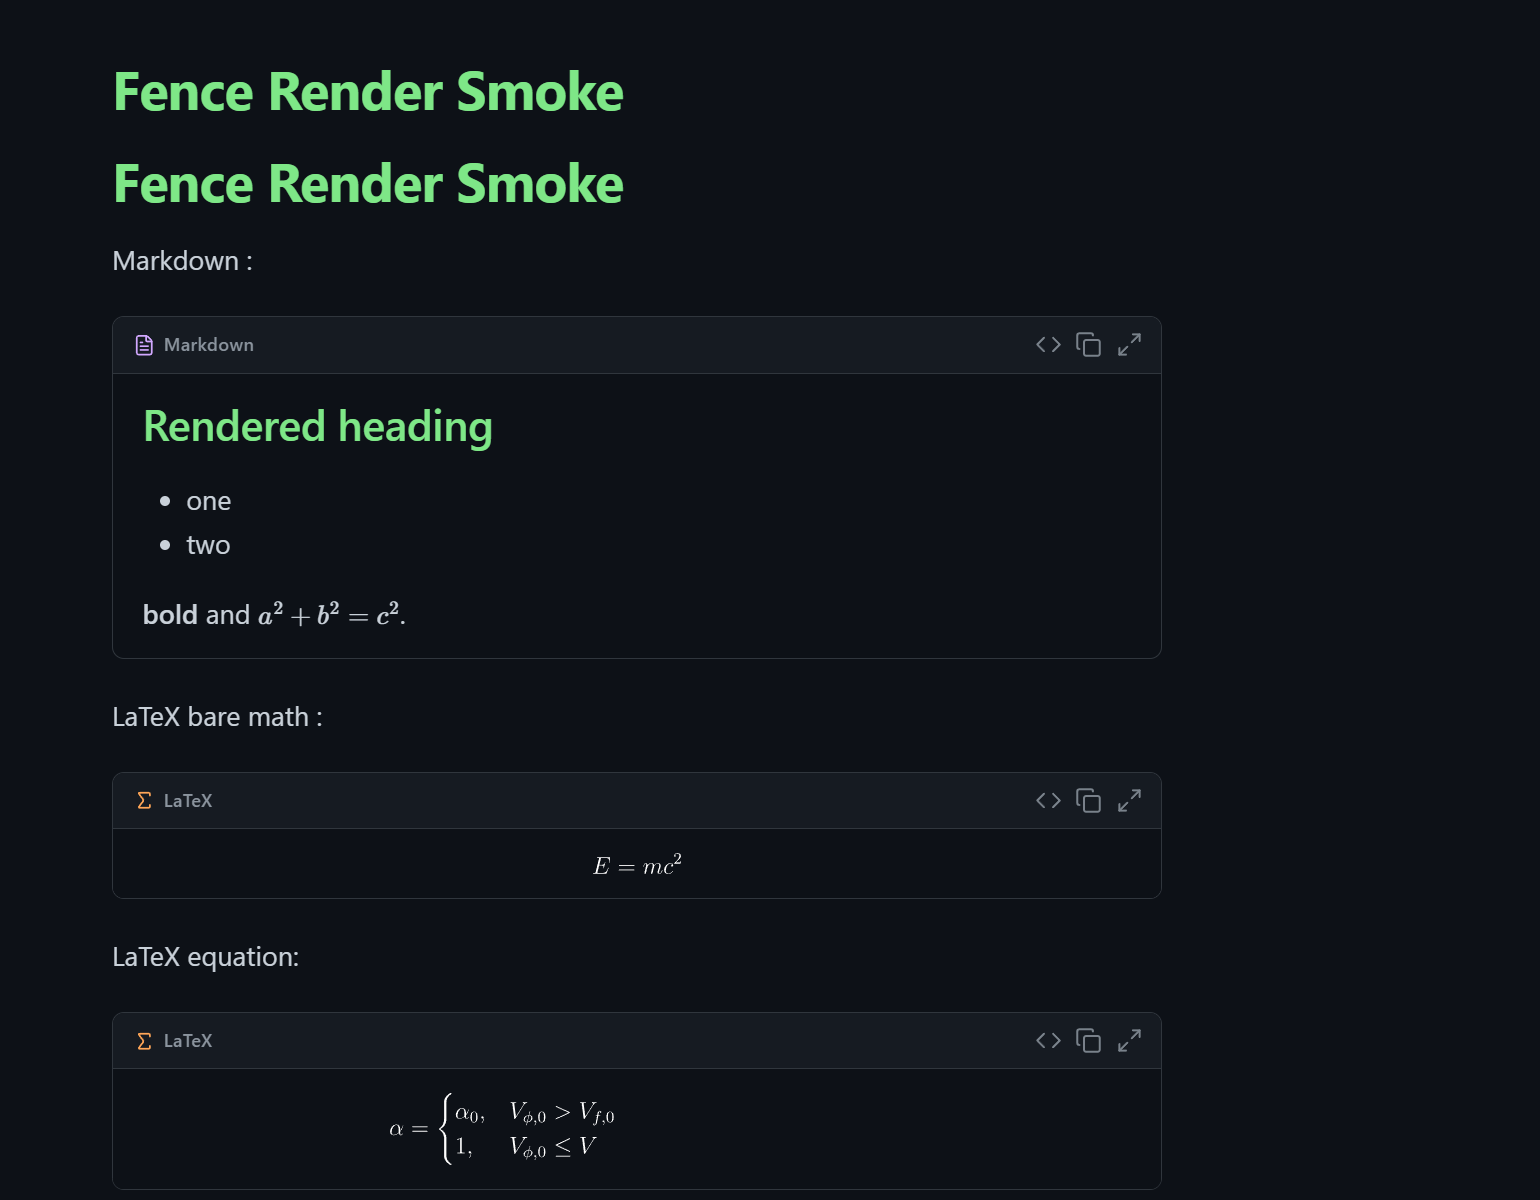 Fence Render Smoke
Fence Render Smoke
Markdown :
Markdown
Rendered heading
• one
• two
bold and a² + b² = c².
LaTeX bare math :
LaTeX
E = mc²
LaTeX equation:
LaTeX
α = { α₀, V_{ϕ,0} > V_{f,0}
1, V_{ϕ,0} ≤ V